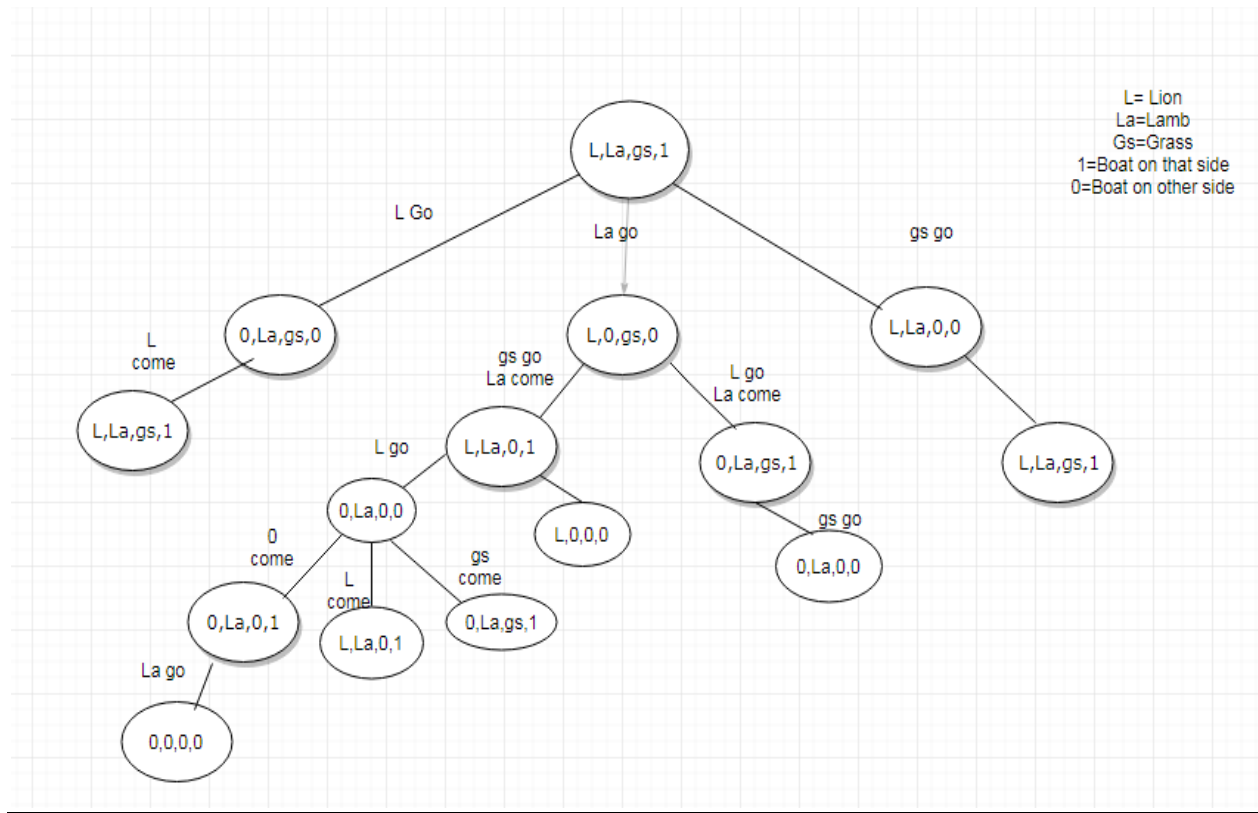 L= Lion
La=Lamb
Gs=Grass
1=Boat on that side
0=Boat on other side
L,La,gs,1
L Go
La go
gs go
0,La,gs,0
L,0,gs,0
L,La,0,0
L
come
gs go
La come
L go
La come
L,La,gs,1
L go
L,La,0,1
0,La,gs,1
L,La,gs,1
0,La,0,0
L,0,0,0
gs go
0,La,0,0
0
come
L
come
gs
come
0,La,0,1
L,La,0,1
0,La,gs,1
La go
0,0,0,0